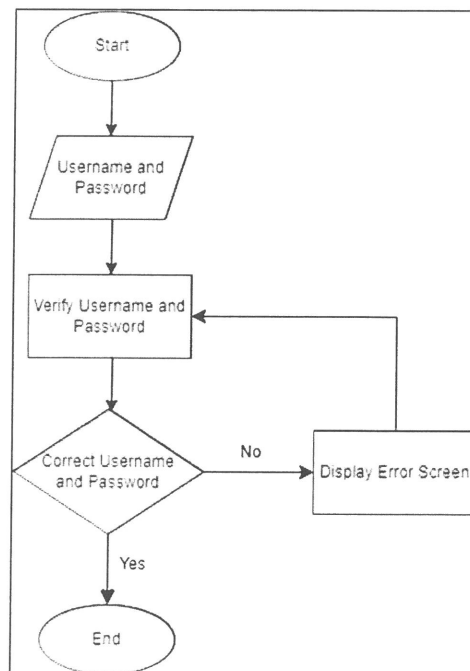 Start
Username and
Password
Verify Username and
Password
Correct Username
and Password
No
Display Error Screen
Yes
End